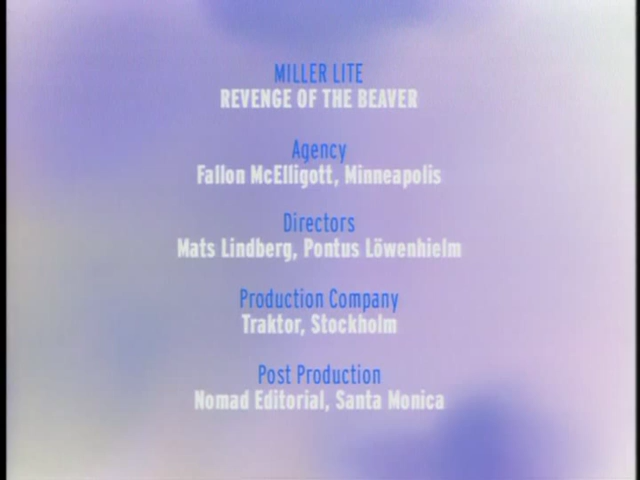 MILLER LITE
REVENGE OF THE BEAVER
Agency
Fallon McElligott, Minneapolis
Directors
Mats Lindberg, Pontus Löwenhielm
Production Company
Traktor, Stockholm
Post Production
Nomad Editorial, Santa Monica